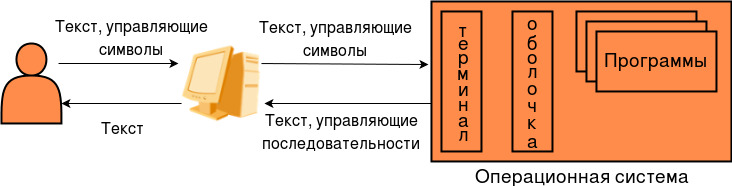 Текст, управляющие
символы
Текст, управляющие
символы
Текст
Текст, управляющие
последовательности
терминал
оболочка
Программы
Операционная система